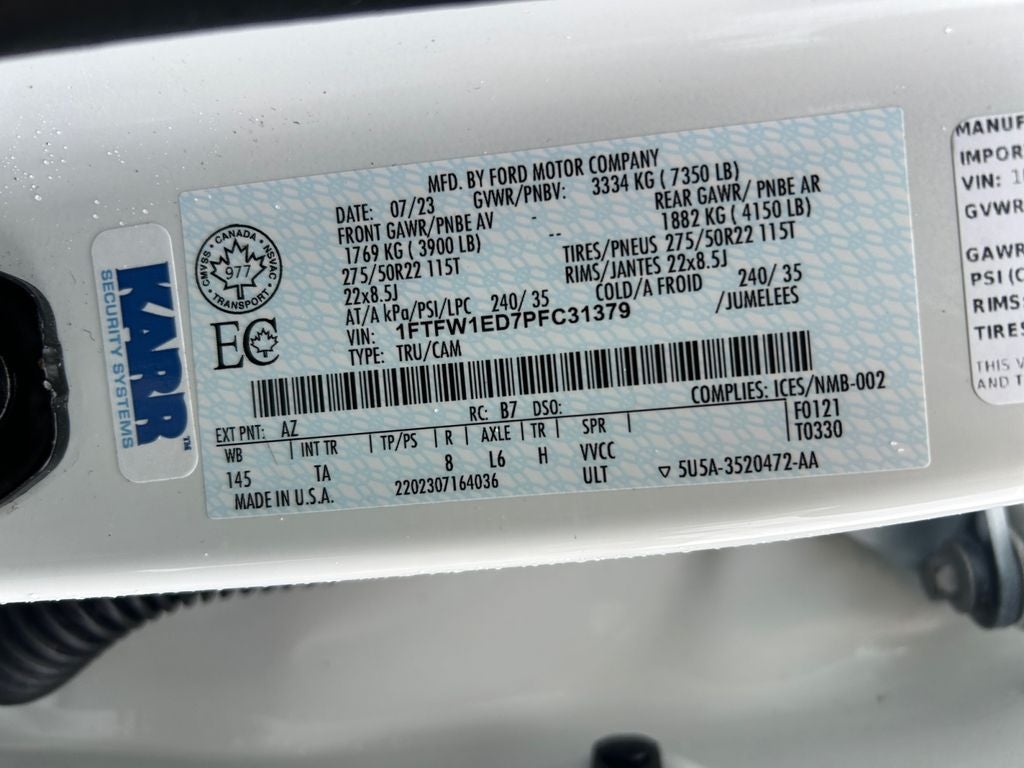 MFD. BY FORD MOTOR COMPANY
DATE: 07/23 GVWR/PNBV: 3334 KG ( 7350 LB)
FRONT GAWR/PNBE AV - REAR GAWR/ PNBE AR
1769 KG ( 3900 LB) -- 1882 KG ( 4150 LB)
275/50R22 115T TIRES/PNEUS 275/50R22 115T
22x8.5J RIMS/JANTES 22x8.5J
AT/A kPa/PSI/LPC 240/ 35 COLD/A FROID 240/ 35
VIN: 1FTFW1ED7PFC31379 /JUMELEES
TYPE: TRU/CAM
COMPLIES: ICES/NMB-002
EXT PNT: AZ RC: B7 DSO: F0121
WB INT TR TP/PS R AXLE TR SPR T0330
145 TA 8 L6 H VVCC
MADE IN U.S.A. 2202307164036 ULT ▽ 5U5A-3520472-AA
CANADA
CMVSS NSVAC
977
TRANSPORT
EC
KARR™
SECURITY SYSTEMS
MANUF
IMPOR
VIN: 1
GVWR
GAWR
PSI (C
RIMS:
TIRES
THIS V
AND T